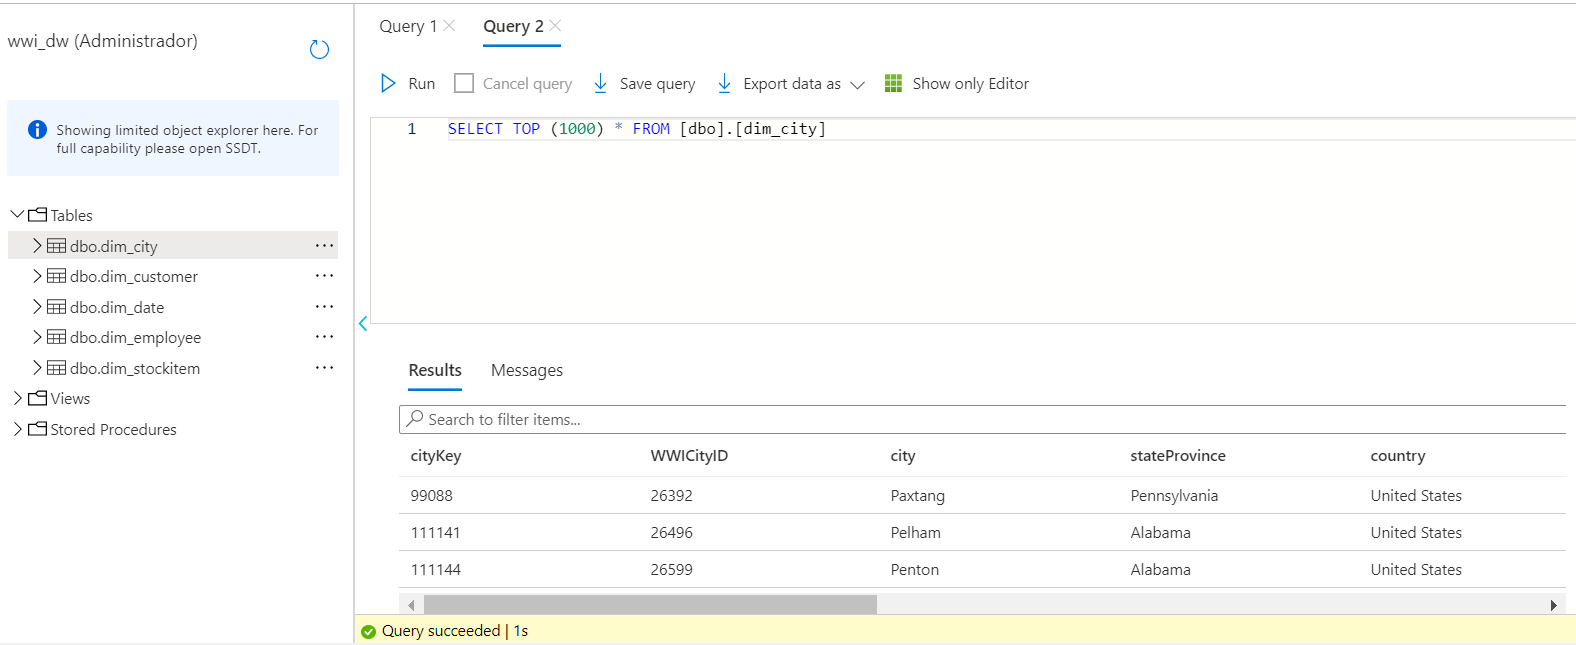 wwi_dw (Administrador)
Showing limited object explorer here. For
full capability please open SSDT.
Tables
dbo.dim_city
dbo.dim_customer
dbo.dim_date
dbo.dim_employee
dbo.dim_stockitem
Views
Stored Procedures
Query 1 Query 2
Run Cancel query Save query Export data as Show only Editor
1 SELECT TOP (1000) * FROM [dbo].[dim_city]
Results Messages
Search to filter items...
cityKey WWICityID city stateProvince country
99088 26392 Paxtang Pennsylvania United States
111141 26496 Pelham Alabama United States
111144 26599 Penton Alabama United States
Query succeeded | 1s